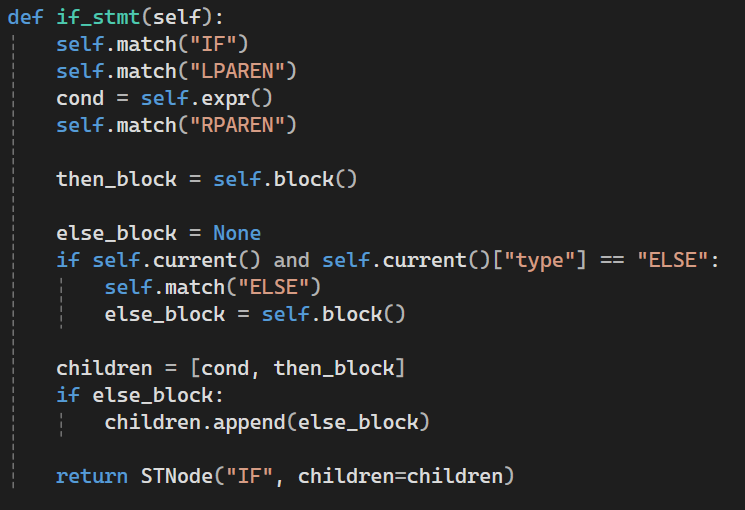 def if_stmt(self):
    self.match("IF")
    self.match("LPAREN")
    cond = self.expr()
    self.match("RPAREN")

    then_block = self.block()

    else_block = None
    if self.current() and self.current()["type"] == "ELSE":
        self.match("ELSE")
        else_block = self.block()

    children = [cond, then_block]
    if else_block:
        children.append(else_block)

    return STNode("IF", children=children)